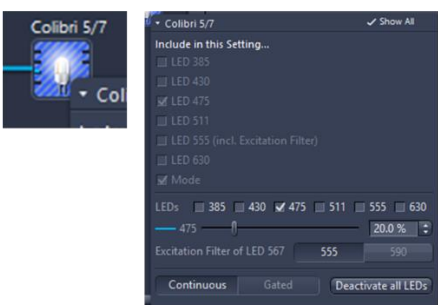 Colibri 5/7
Coli
Colibri 5/7 Show All
Include in this Setting...
LED 385
LED 430
LED 475
LED 511
LED 555 (incl. Excitation Filter)
LED 630
Mode
LEDs 385 430 475 511 555 630
475 20.0 %
Excitation Filter of LED 567 555 590
Continuous Gated Deactivate all LEDs